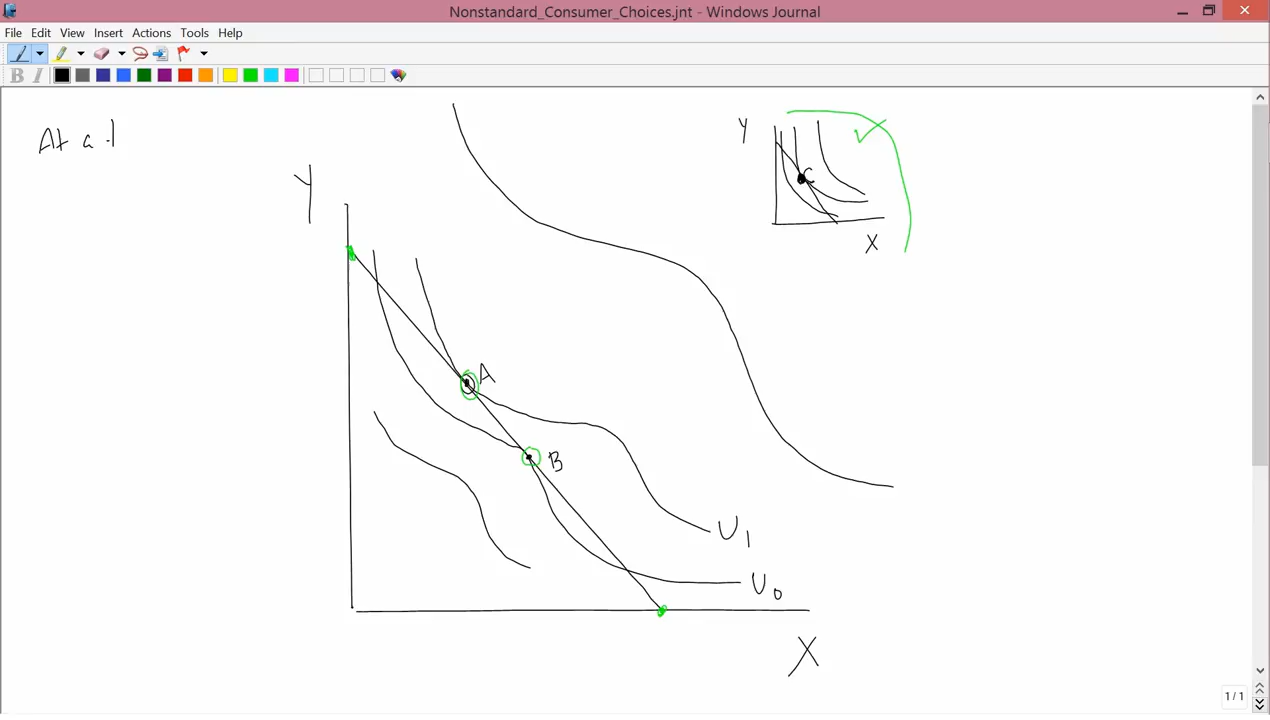 Nonstandard_Consumer_Choices.jnt - Windows Journal
File Edit View Insert Actions Tools Help
B I
At a
Y
X
C
Y
A
B
U1
U0
X
1 / 1